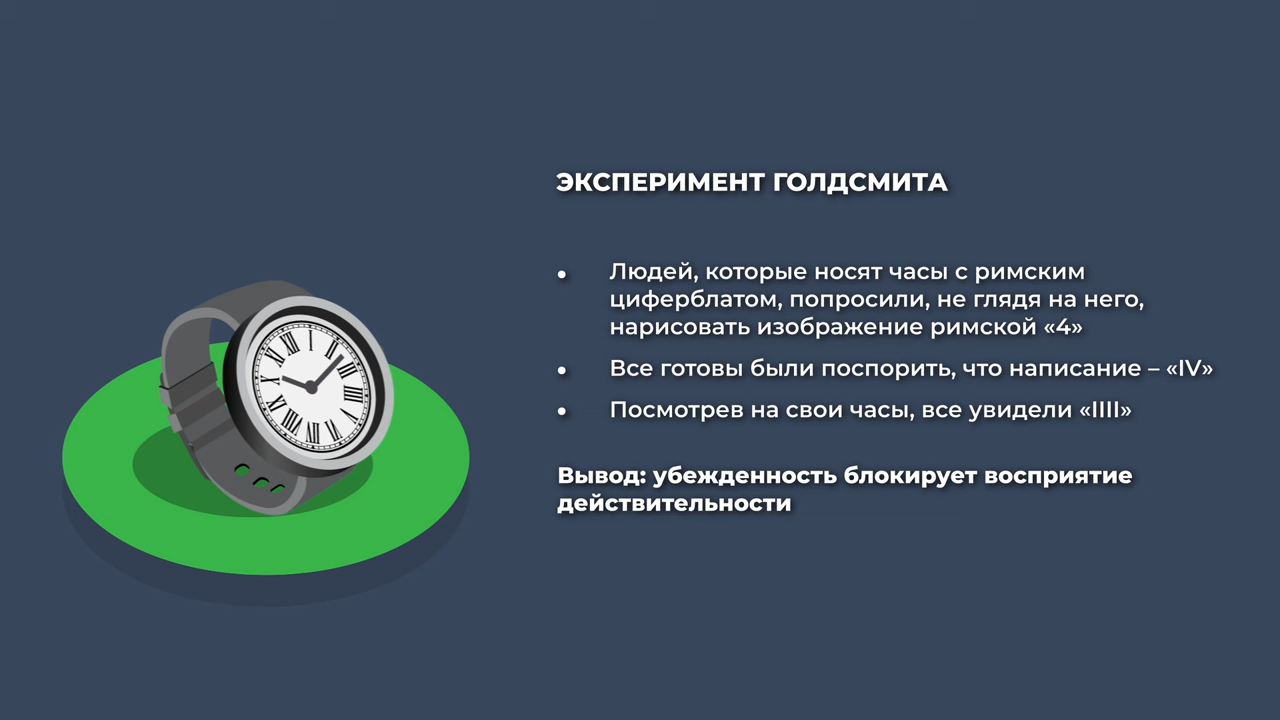 ЭКСПЕРИМЕНТ ГОЛДСМИТА
• Людей, которые носят часы с римским
циферблатом, попросили, не глядя на него,
нарисовать изображение римской «4»
• Все готовы были поспорить, что написание – «IV»
• Посмотрев на свои часы, все увидели «IIII»
Вывод: убежденность блокирует восприятие
действительности